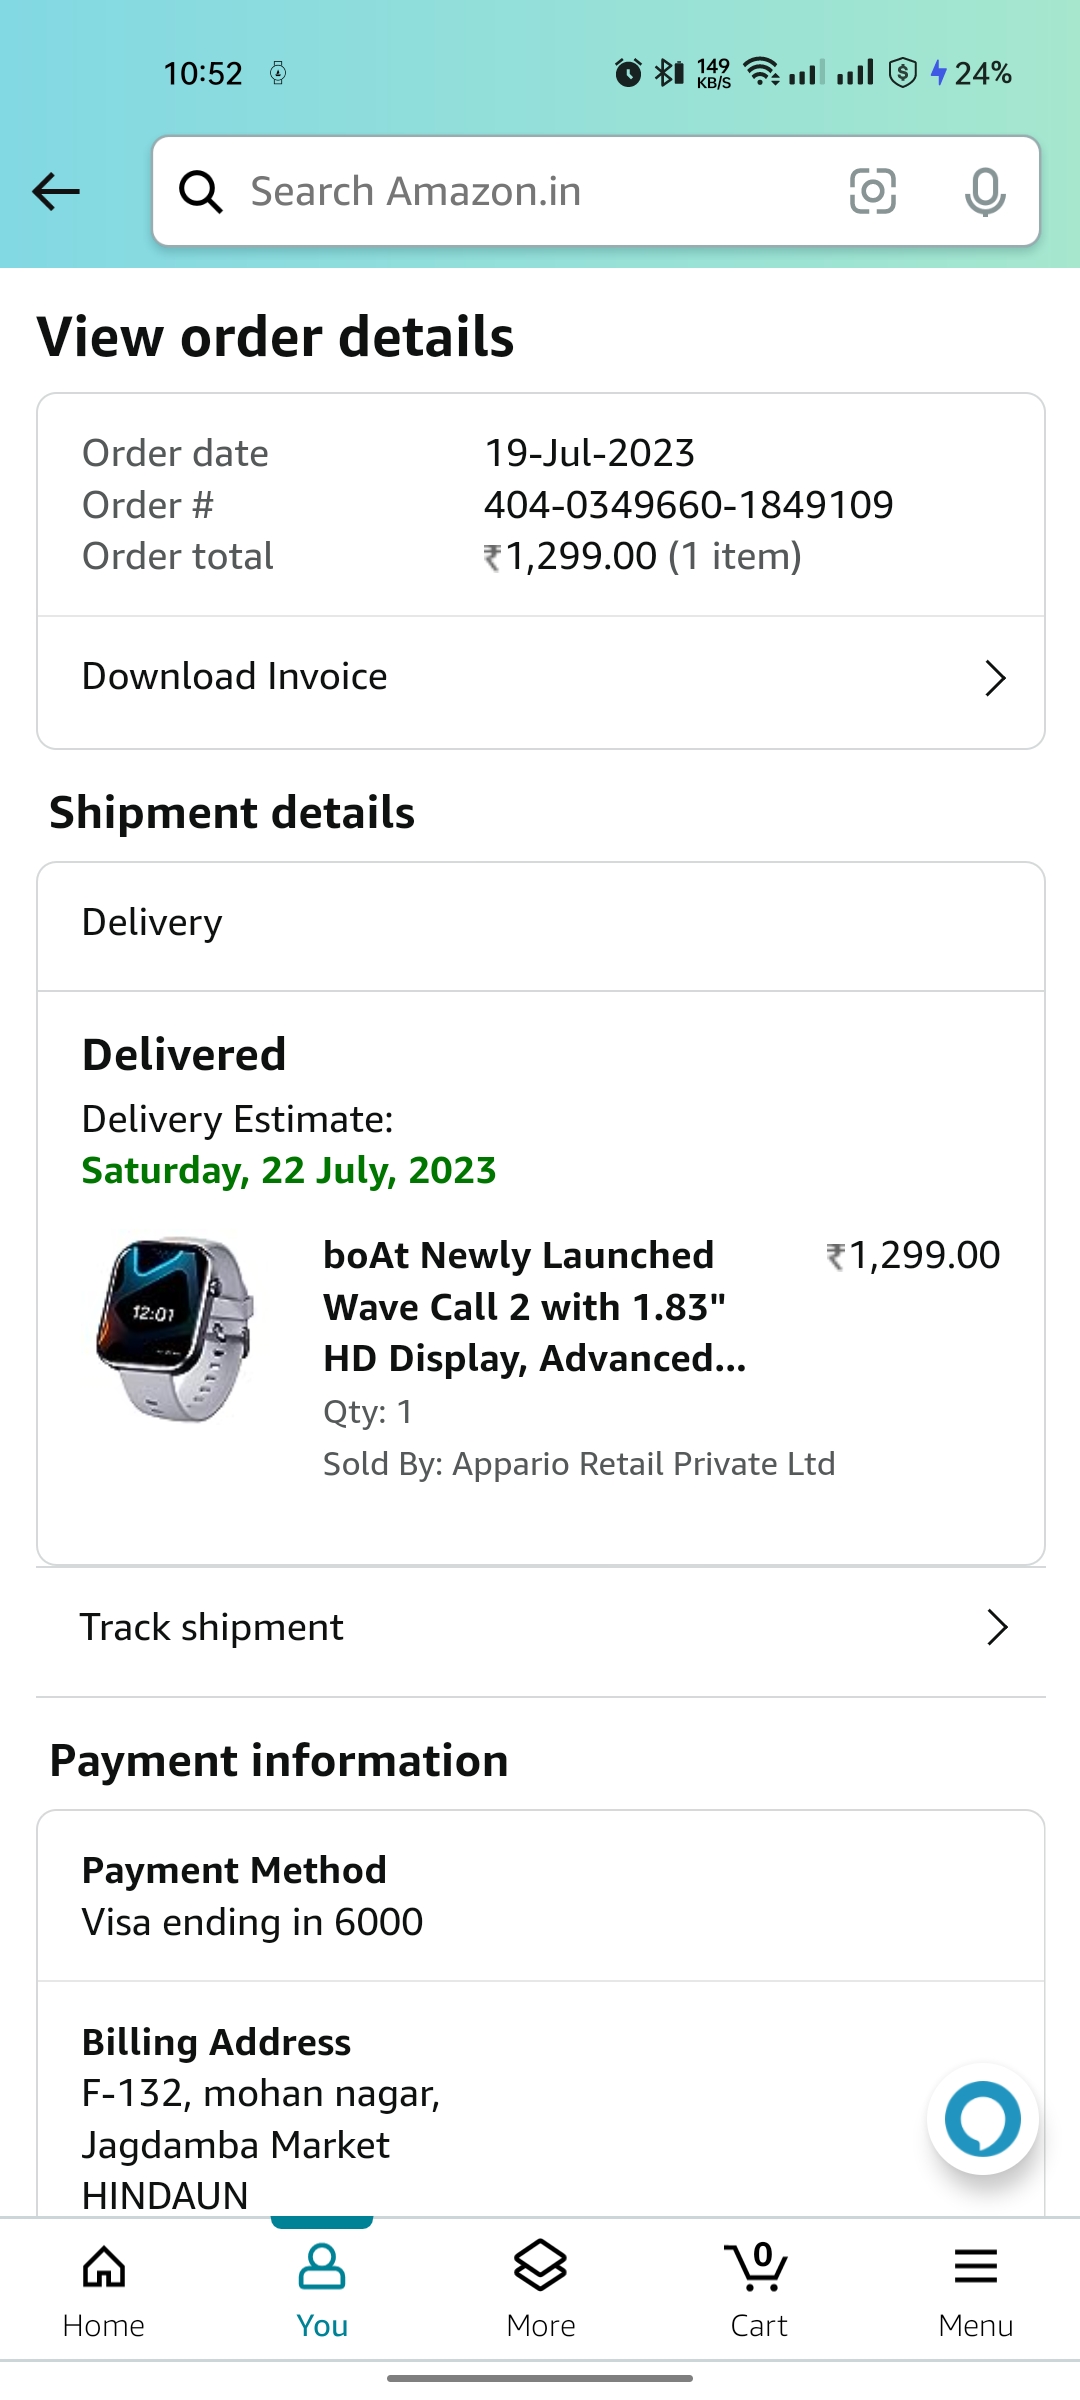 10:52
149
KB/S
24%
Search Amazon.in
View order details
Order date 19-Jul-2023
Order # 404-0349660-1849109
Order total ₹1,299.00 (1 item)
Download Invoice
Shipment details
Delivery
Delivered
Delivery Estimate:
Saturday, 22 July, 2023
12:01
boAt Newly Launched ₹1,299.00
Wave Call 2 with 1.83"
HD Display, Advanced...
Qty: 1
Sold By: Appario Retail Private Ltd
Track shipment
Payment information
Payment Method
Visa ending in 6000
Billing Address
F-132, mohan nagar,
Jagdamba Market
HINDAUN
0
Home You More Cart Menu